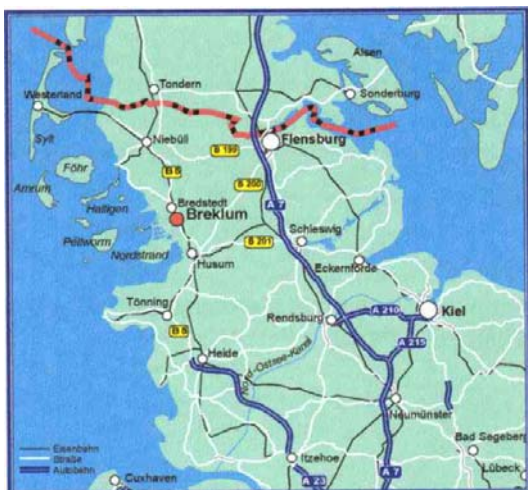 Alsen
Tondern
Sonderburg
Westerland
Sylt
Niebüll
Flensburg
B 199
Föhr
B 5
B 200
Amrum
Halligen
Bredstedt
A 7
Breklum
Pellworm
Nordstrand
B 201
Schleswig
Husum
Eckernförde
Tönning
Rendsburg
A 210
Kiel
B 5
A 215
Heide
Nord-Ostsee-Kanal
Neumünster
Eisenbahn
Straße
Autobahn
Itzehoe
Bad Segeberg
Cuxhaven
A 23
A 7
Lübeck